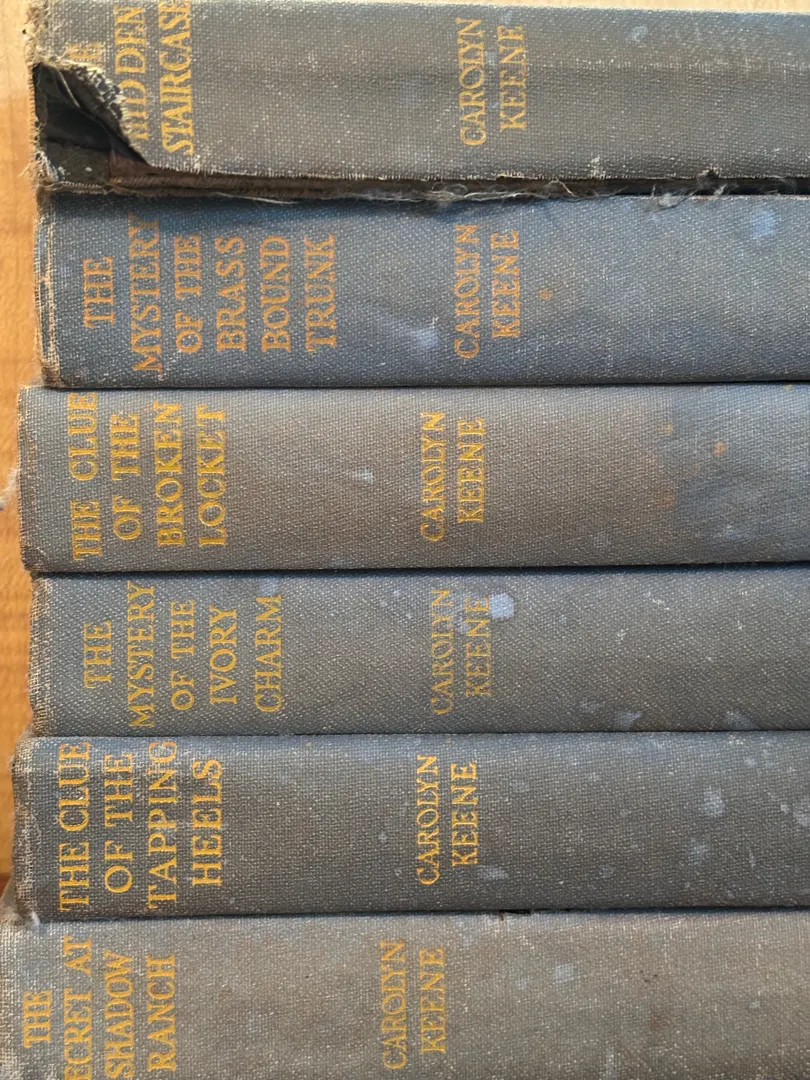 HIDDEN
STAIRCASE
CAROLYN
KEENE
THE
MYSTERY
OF THE
BRASS
BOUND
TRUNK
CAROLYN
KEENE
THE CLUE
OF THE
BROKEN
LOCKET
CAROLYN
KEENE
THE
MYSTERY
OF THE
IVORY
CHARM
CAROLYN
KEENE
THE CLUE
OF THE
TAPPING
HEELS
CAROLYN
KEENE
THE
ECRET AT
SHADOW
RANCH
CAROLYN
KEENE